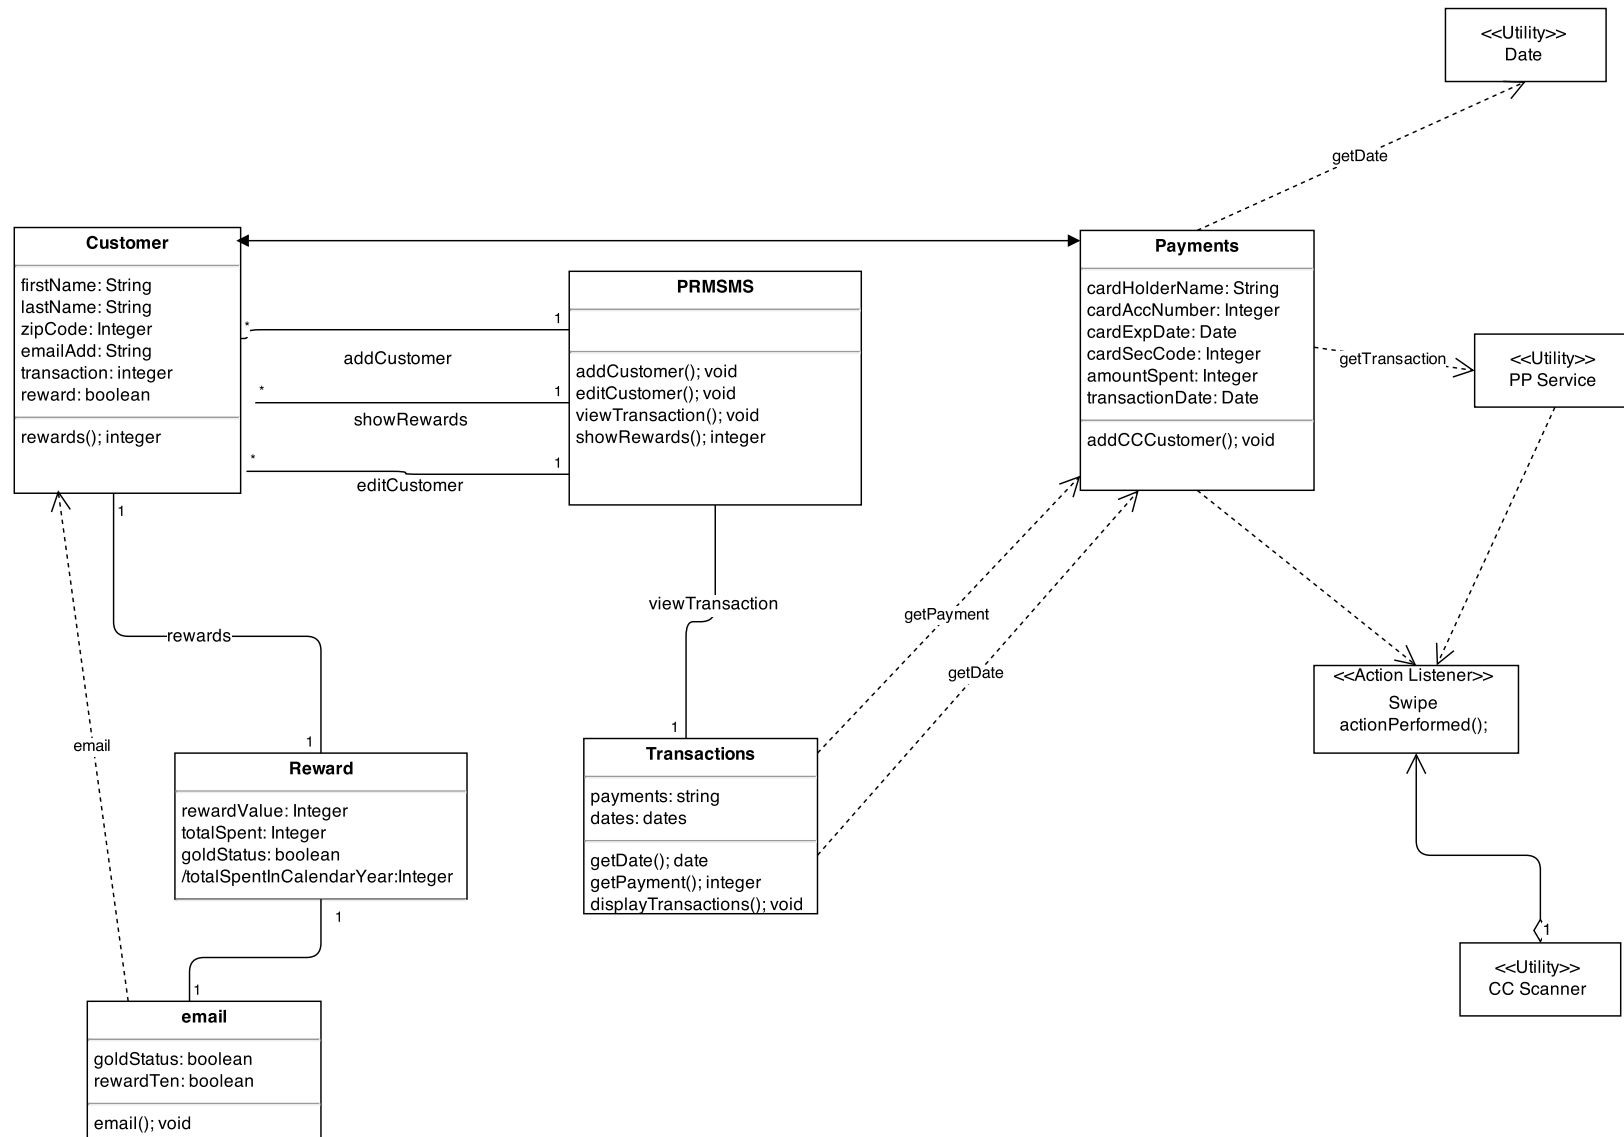 <<Utility>>
Date
getDate
Customer
firstName: String
lastName: String
zipCode: Integer
emailAdd: String
transaction: integer
reward: boolean
rewards(); integer
*
1
addCustomer
*
1
showRewards
*
1
editCustomer
PRMSMS
addCustomer(); void
editCustomer(); void
viewTransaction(); void
showRewards(); integer
Payments
cardHolderName: String
cardAccNumber: Integer
cardExpDate: Date
cardSecCode: Integer
amountSpent: Integer
transactionDate: Date
addCCCustomer(); void
getTransaction
<<Utility>>
PP Service
1
rewards
1
viewTransaction
1
getPayment
getDate
<<Action Listener>>
Swipe
actionPerformed();
email
Reward
rewardValue: Integer
totalSpent: Integer
goldStatus: boolean
/totalSpentInCalendarYear:Integer
Transactions
payments: string
dates: dates
getDate(); date
getPayment(); integer
displayTransactions(); void
1
1
1
<<Utility>>
CC Scanner
email
goldStatus: boolean
rewardTen: boolean
email(); void